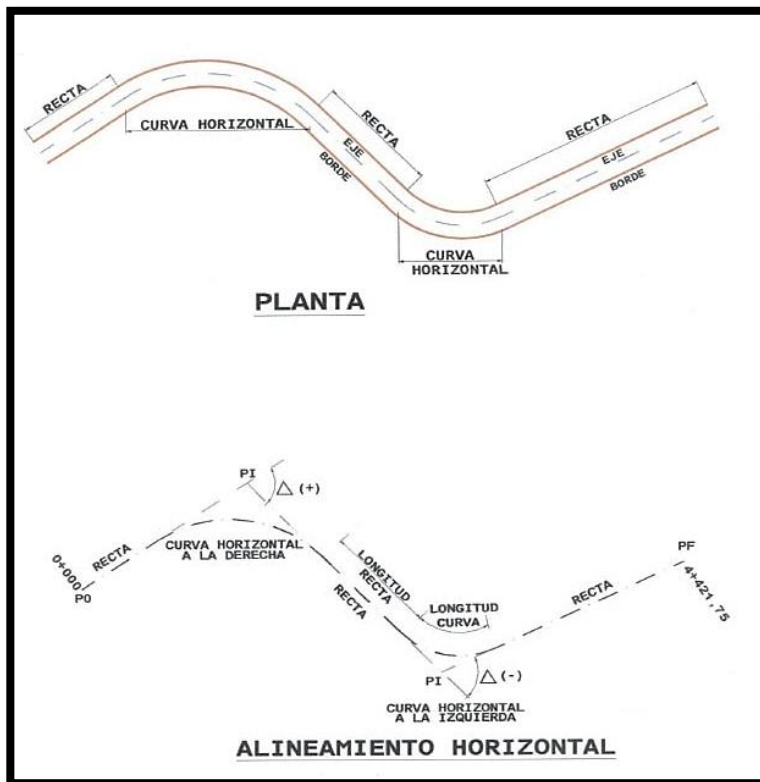 RECTA
CURVA HORIZONTAL
EJE
BORDE
RECTA
RECTA
EJE
BORDE
CURVA
HORIZONTAL
PLANTA
PI
△ (+)
0+000
P0
RECTA
CURVA HORIZONTAL
A LA DERECHA
LONGITUD
RECTA
RECTA
LONGITUD
CURVA
RECTA
PF
4+421,75
PI
△ (-)
CURVA HORIZONTAL
A LA IZQUIERDA
ALINEAMIENTO HORIZONTAL